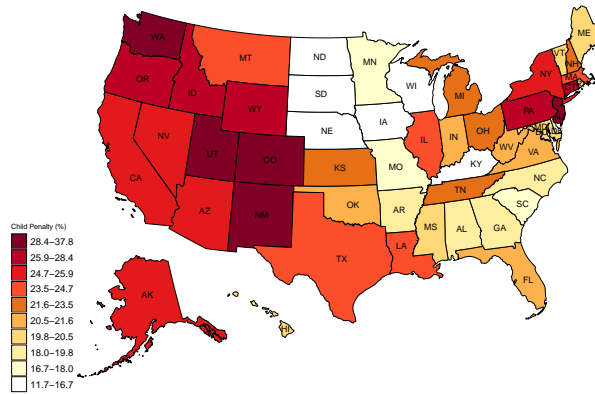 WA
ME
MT
ND
VT
MN
NH
OR
NY
MA
ID
SD
WI
MI
WY
PA
NE
IA
OH
NV
IL
IN
UT
CO
WV
KS
MO
KY
VA
CA
NC
TN
OK
AZ
NM
AR
SC
MS
AL
GA
LA
TX
FL
AK
HI
Child Penalty (%)
28.4–37.8
25.9–28.4
24.7–25.9
23.5–24.7
21.6–23.5
20.5–21.6
19.8–20.5
18.0–19.8
16.7–18.0
11.7–16.7